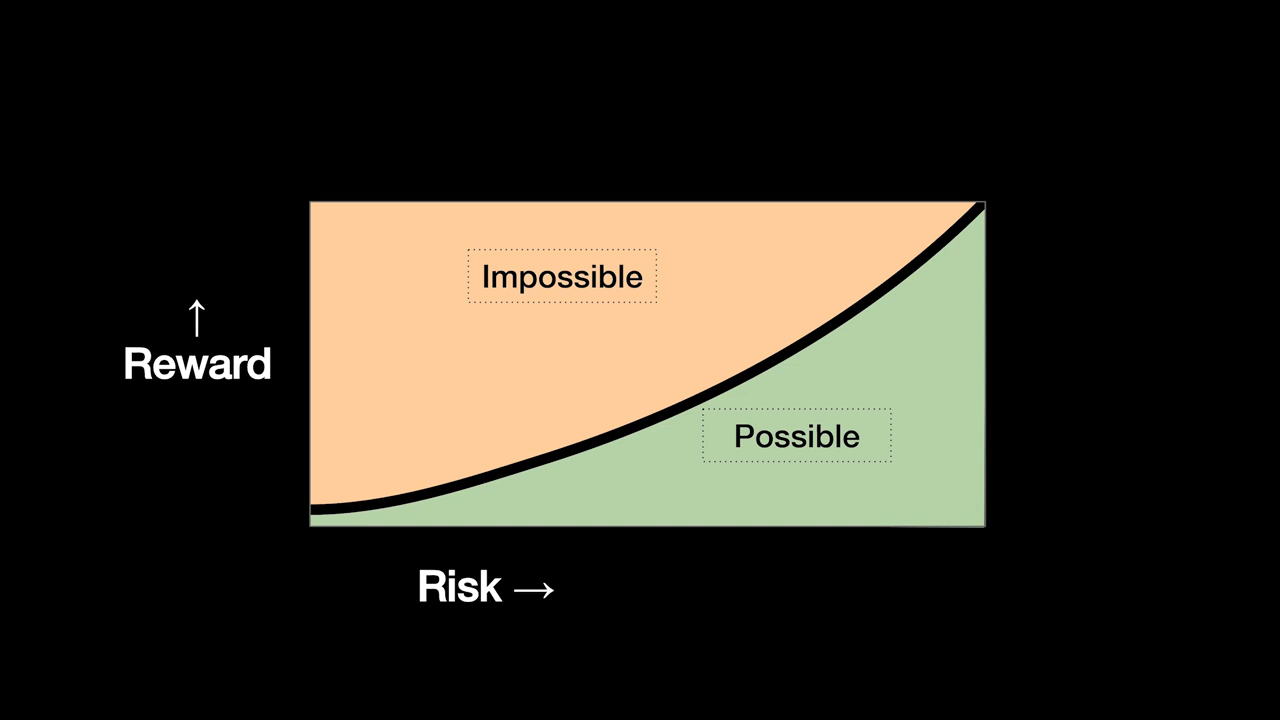 Impossible
↑
Reward
Possible
Risk →